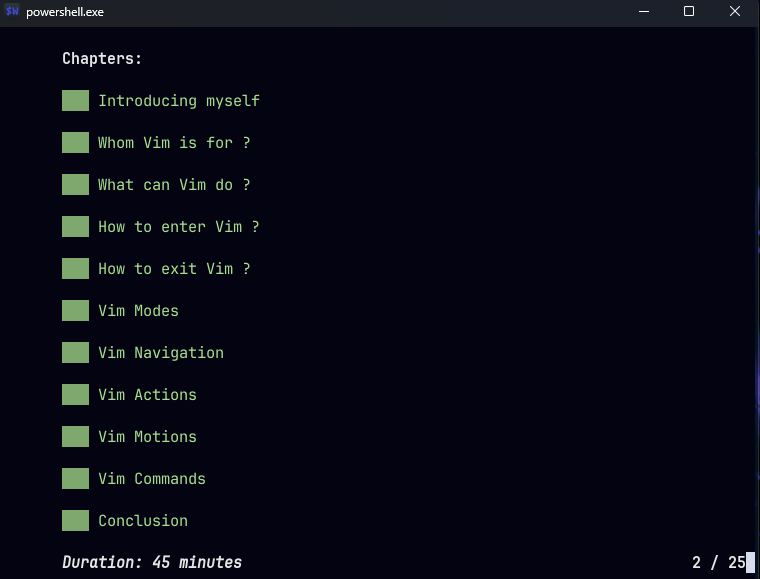 $W powershell.exe
Chapters:
Introducing myself
Whom Vim is for ?
What can Vim do ?
How to enter Vim ?
How to exit Vim ?
Vim Modes
Vim Navigation
Vim Actions
Vim Motions
Vim Commands
Conclusion
Duration: 45 minutes
2 / 25